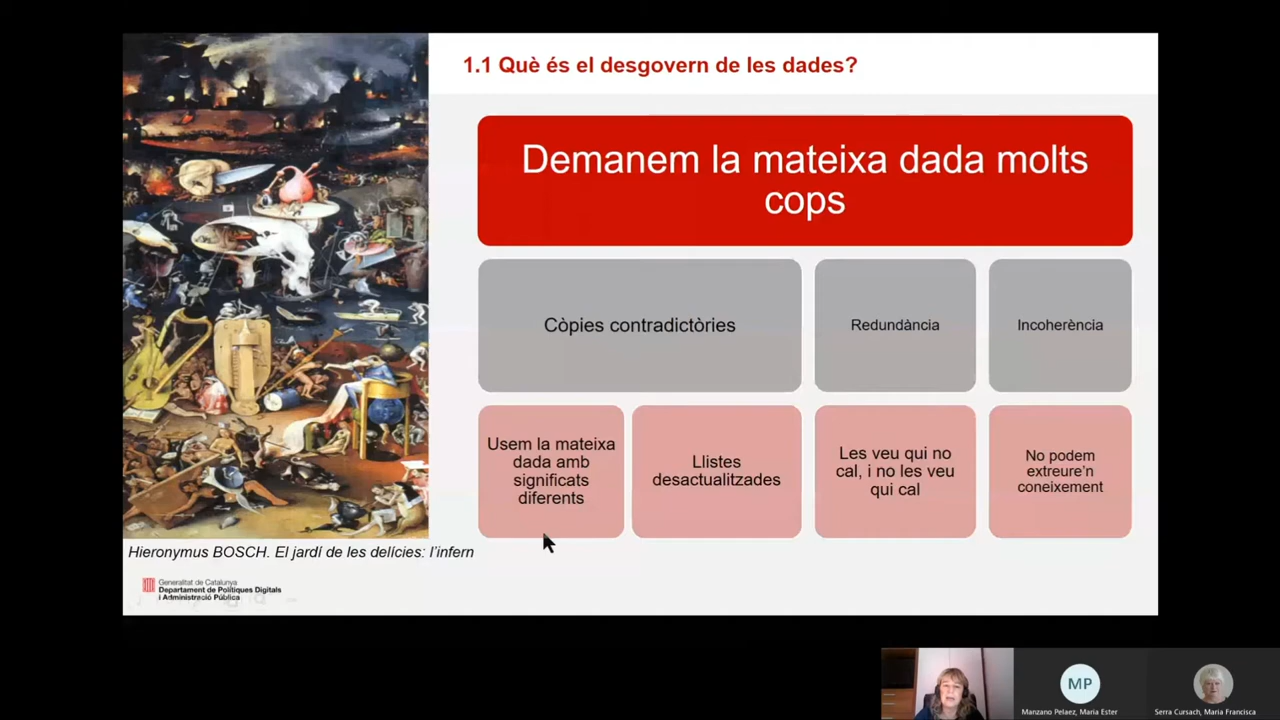 1.1 Què és el desgovern de les dades?
Demanem la mateixa dada molts
cops
Còpies contradictòries
Redundància
Incoherència
Usem la mateixa
dada amb
significats
diferents
Llistes
desactualitzades
Les veu qui no
cal, i no les veu
qui cal
No podem
extreure'n
coneixement
Hieronymus BOSCH. El jardí de les delícies: l'infern
Generalitat de Catalunya
Departament de Polítiques Digitals
i Administració Pública
MP
Manzano Pelaez, Maria Ester
Serra Cursach, Maria Francisca